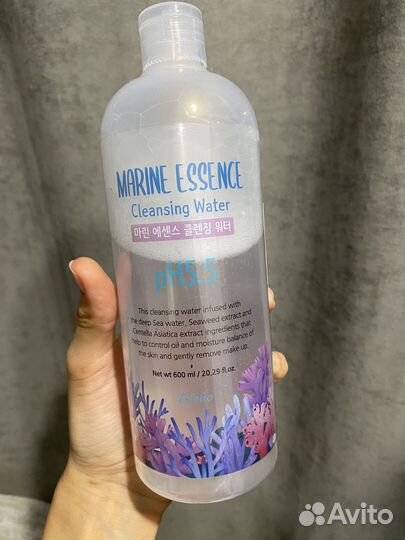 MARINE ESSENCE
Cleansing Water
마린 에센스 클렌징 워터
pH5.5
This cleansing water infused with
the deep Sea water, Seaweed extract and
Centella Asiatica extract ingredients that
help to control oil and moisture balance of
the skin and gently remove make up.
Net wt 600 ml / 20.29 fl.oz.
Avito